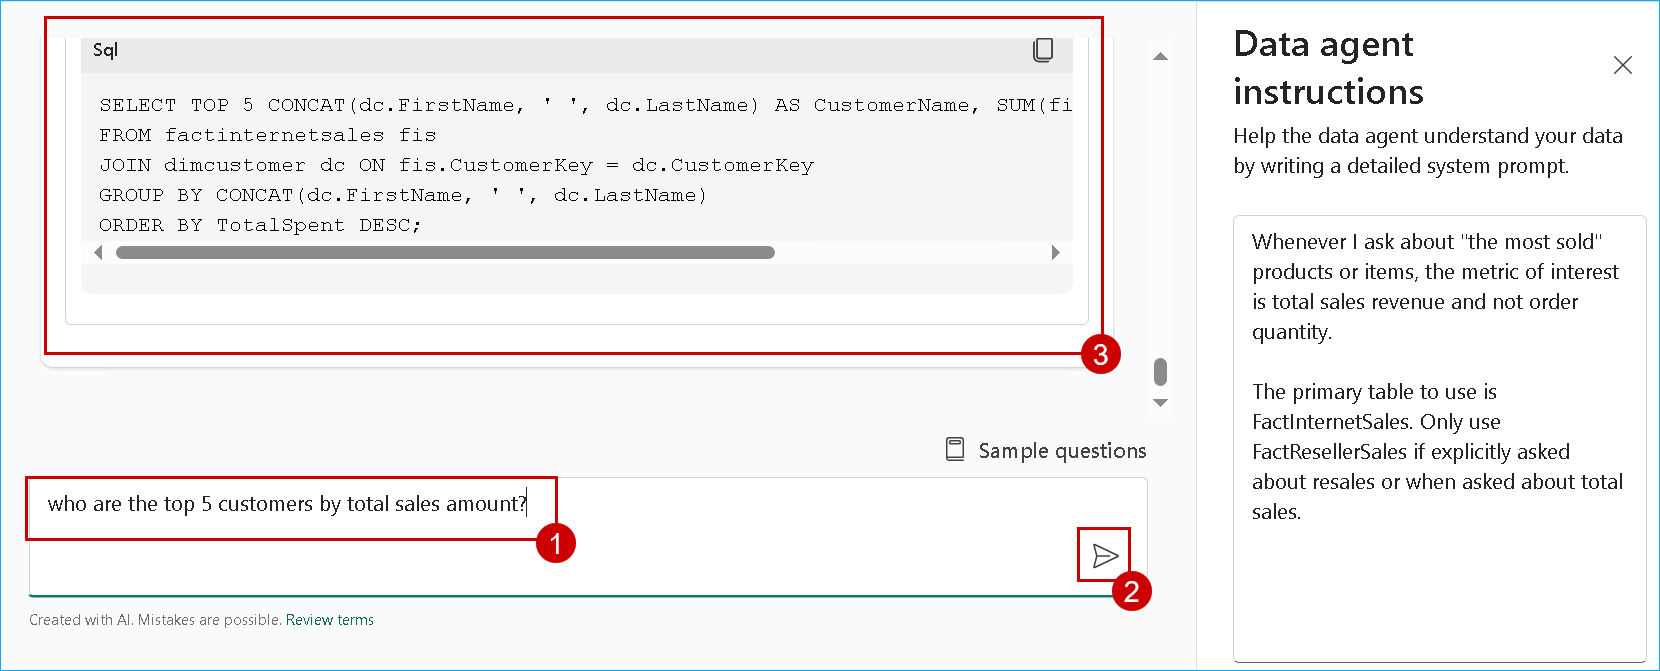 Sql
SELECT TOP 5 CONCAT(dc.FirstName, ' ', dc.LastName) AS CustomerName, SUM(fi
FROM factinternetsales fis
JOIN dimcustomer dc ON fis.CustomerKey = dc.CustomerKey
GROUP BY CONCAT(dc.FirstName, ' ', dc.LastName)
ORDER BY TotalSpent DESC;
3
Sample questions
who are the top 5 customers by total sales amount?
1
2
Created with AI. Mistakes are possible. Review terms
Data agent
instructions
Help the data agent understand your data
by writing a detailed system prompt.
Whenever I ask about "the most sold"
products or items, the metric of interest
is total sales revenue and not order
quantity.
The primary table to use is
FactInternetSales. Only use
FactResellerSales if explicitly asked
about resales or when asked about total
sales.